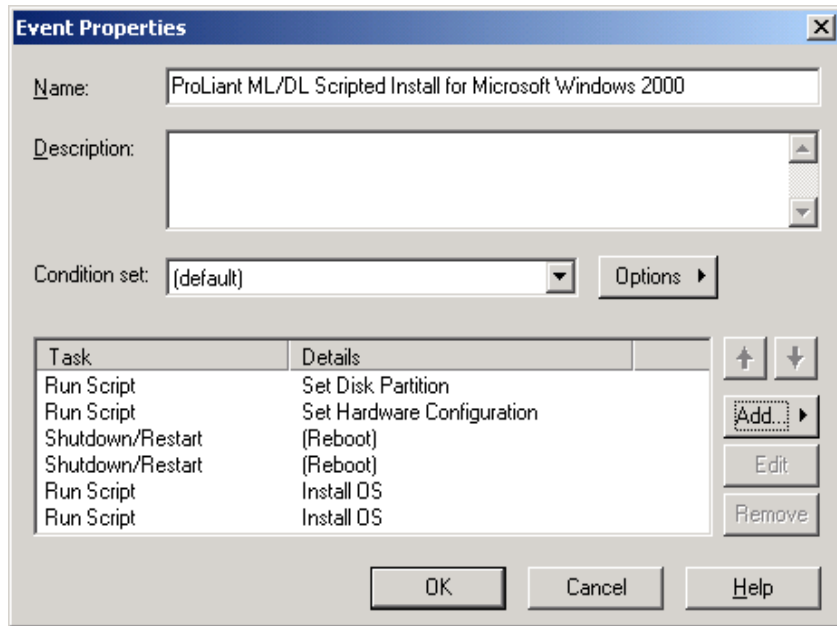 Event Properties
Name: ProLiant ML/DL Scripted Install for Microsoft Windows 2000
Description:
Condition set: (default) Options
Task Details
Run Script Set Disk Partition
Run Script Set Hardware Configuration
Shutdown/Restart (Reboot)
Shutdown/Restart (Reboot)
Run Script Install OS
Run Script Install OS
Add...
Edit
Remove
OK Cancel Help